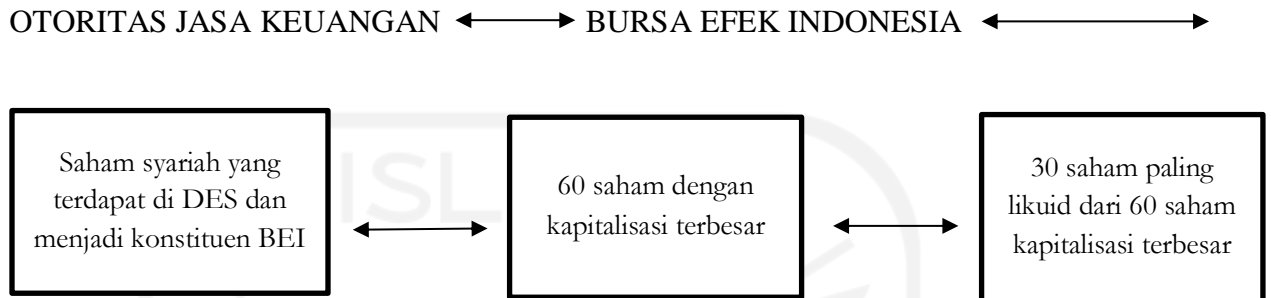 OTORITAS JASA KEUANGAN BURSA EFEK INDONESIA
Saham syariah yang
terdapat di DES dan
menjadi konstituen BEI
60 saham dengan
kapitalisasi terbesar
30 saham paling
likuid dari 60 saham
kapitalisasi terbesar
ISL